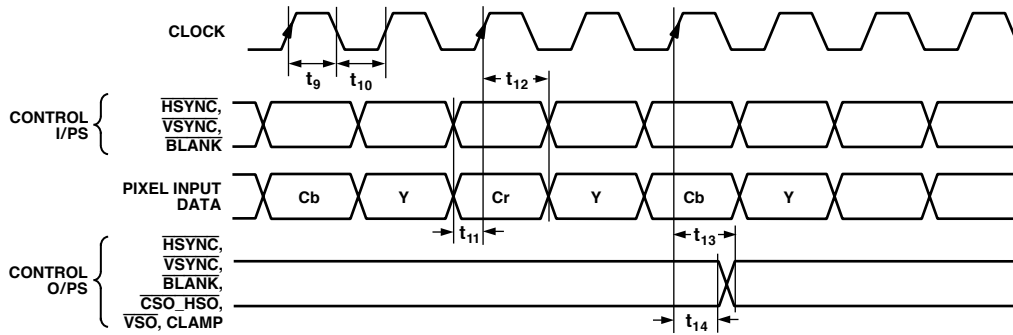 CLOCK
t9
t10
t12
CONTROL
I/PS
HSYNC,
VSYNC,
BLANK
PIXEL INPUT
DATA
Cb
Y
Cr
Y
Cb
Y
t11
t13
CONTROL
O/PS
HSYNC,
VSYNC,
BLANK,
CSO_HSO,
VSO, CLAMP
t14